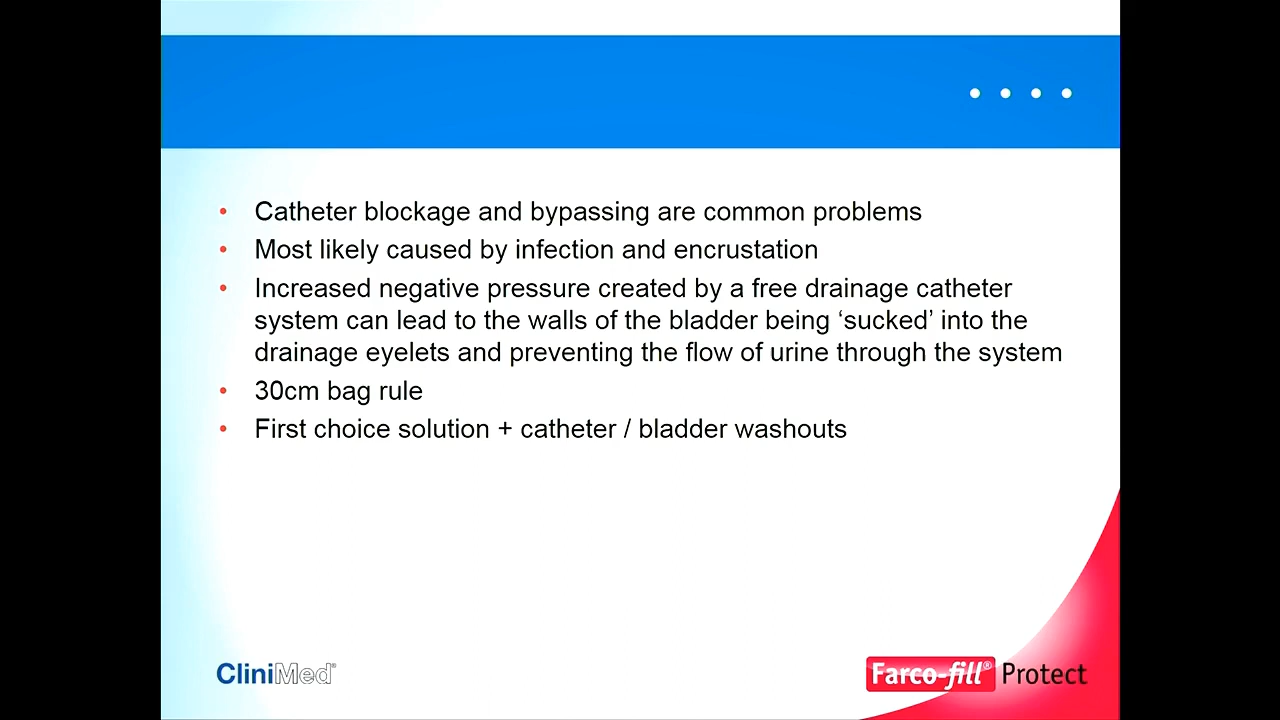 • Catheter blockage and bypassing are common problems
• Most likely caused by infection and encrustation
• Increased negative pressure created by a free drainage catheter
system can lead to the walls of the bladder being ‘sucked’ into the
drainage eyelets and preventing the flow of urine through the system
• 30cm bag rule
• First choice solution + catheter / bladder washouts
CliniMed®
Farco-fill® Protect